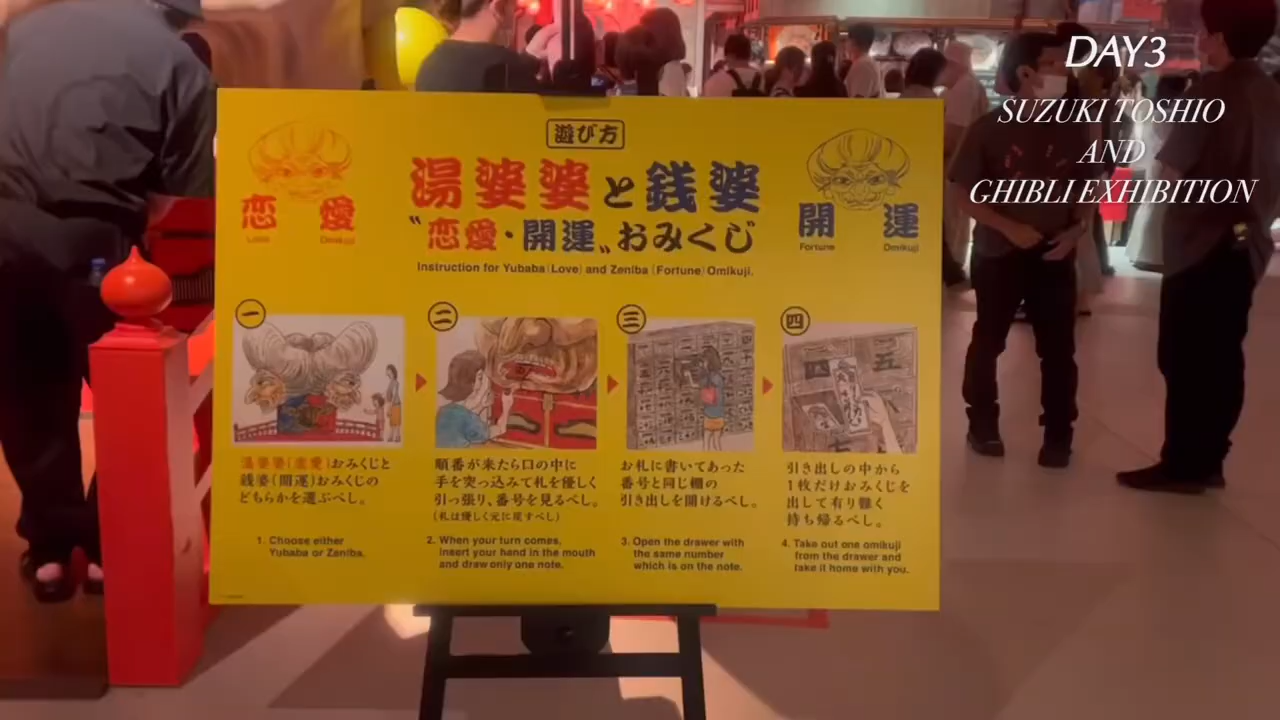 DAY3
SUZUKI TOSHIO
AND
GHIBLI EXHIBITION
遊び方
湯婆婆と銭婆
〝恋愛・開運〟おみくじ
Instruction for Yubaba(Love) and Zeniba (Fortune) Omikuji.
恋愛
Love Omikuji
開運
Fortune Omikuji
一
湯婆婆(恋愛)おみくじと
銭婆(開運)おみくじの
どちらかを選ぶべし。
1. Choose either
Yubaba or Zeniba.
二
順番が来たら口の中に
手を突っ込みて札を優しく
引っ張り、番号を見るべし。
(札は優しく元に戻すべし)
2. When your turn comes,
insert your hand in the mouth
and draw only one note.
三
お札に書いてあった
番号と同じ棚の
引き出しを開けるべし。
3. Open the drawer with
the same number
which is on the note.
四
引き出しの中から
1枚だけおみくじを
出して有り難く
持ち帰るべし。
4. Take out one omikuji
from the drawer and
take it home with you.